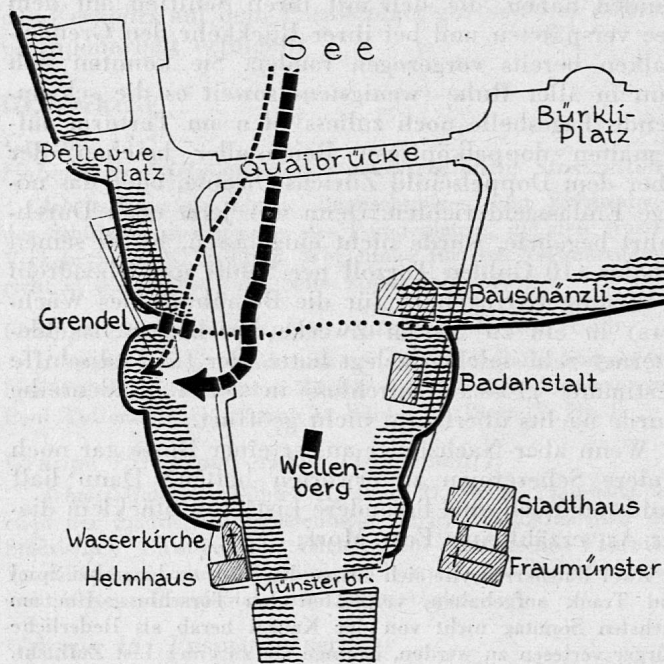 See
Bürkli-
Platz
Bellevue-
Platz
Quaibrücke
Bauschänzli
Grendel
Badanstalt
Wellen-
berg
Stadthaus
Wasserkirche
Helmhaus
Fraumünster
Münsterbr.